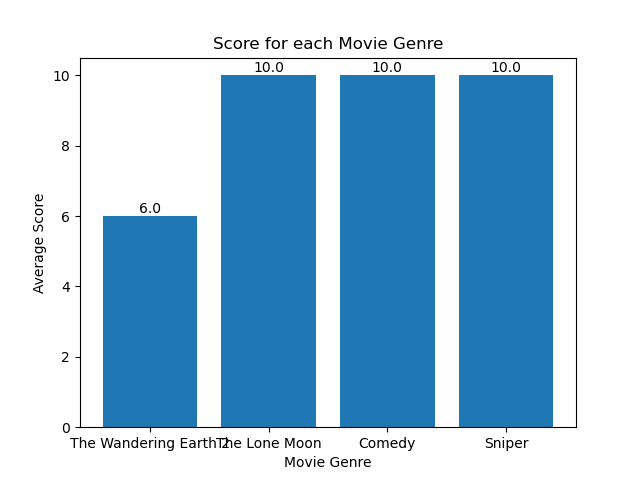 Score for each Movie Genre
10.0 10.0 10.0
10
8
6.0
6
4
2
0
Average Score
The Wandering Earth 2 The Lone Moon Comedy Sniper
Movie Genre